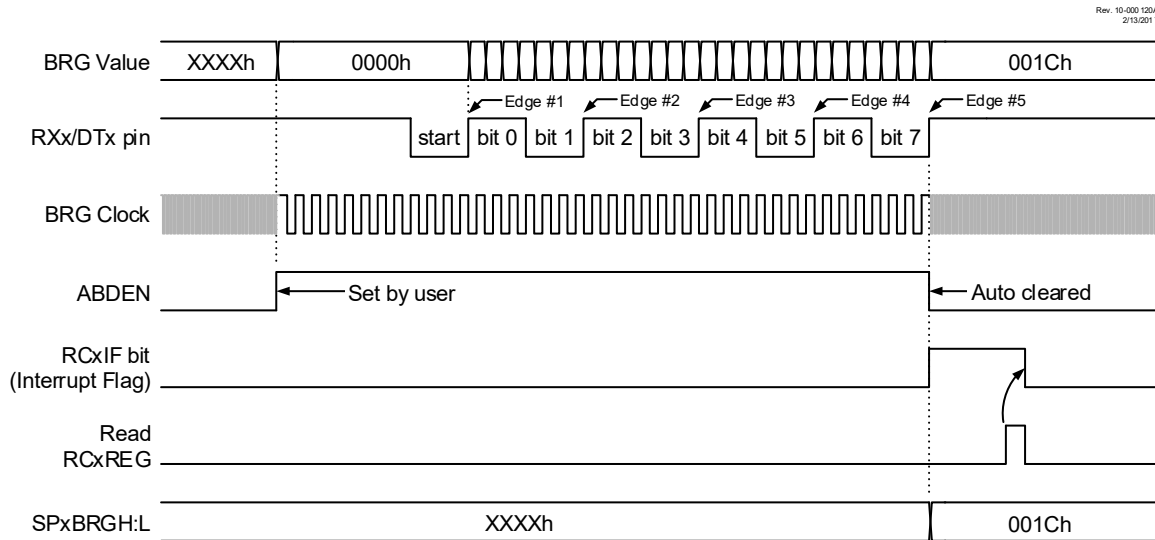 Rev. 10-000 120A
2/13/201
BRG Value XXXXh 0000h 001Ch
Edge #1 Edge #2 Edge #3 Edge #4 Edge #5
RXx/DTx pin start bit 0 bit 1 bit 2 bit 3 bit 4 bit 5 bit 6 bit 7
BRG Clock
ABDEN Set by user Auto cleared
RCxIF bit
(Interrupt Flag)
Read
RCxREG
SPxBRGH:L XXXXh 001Ch